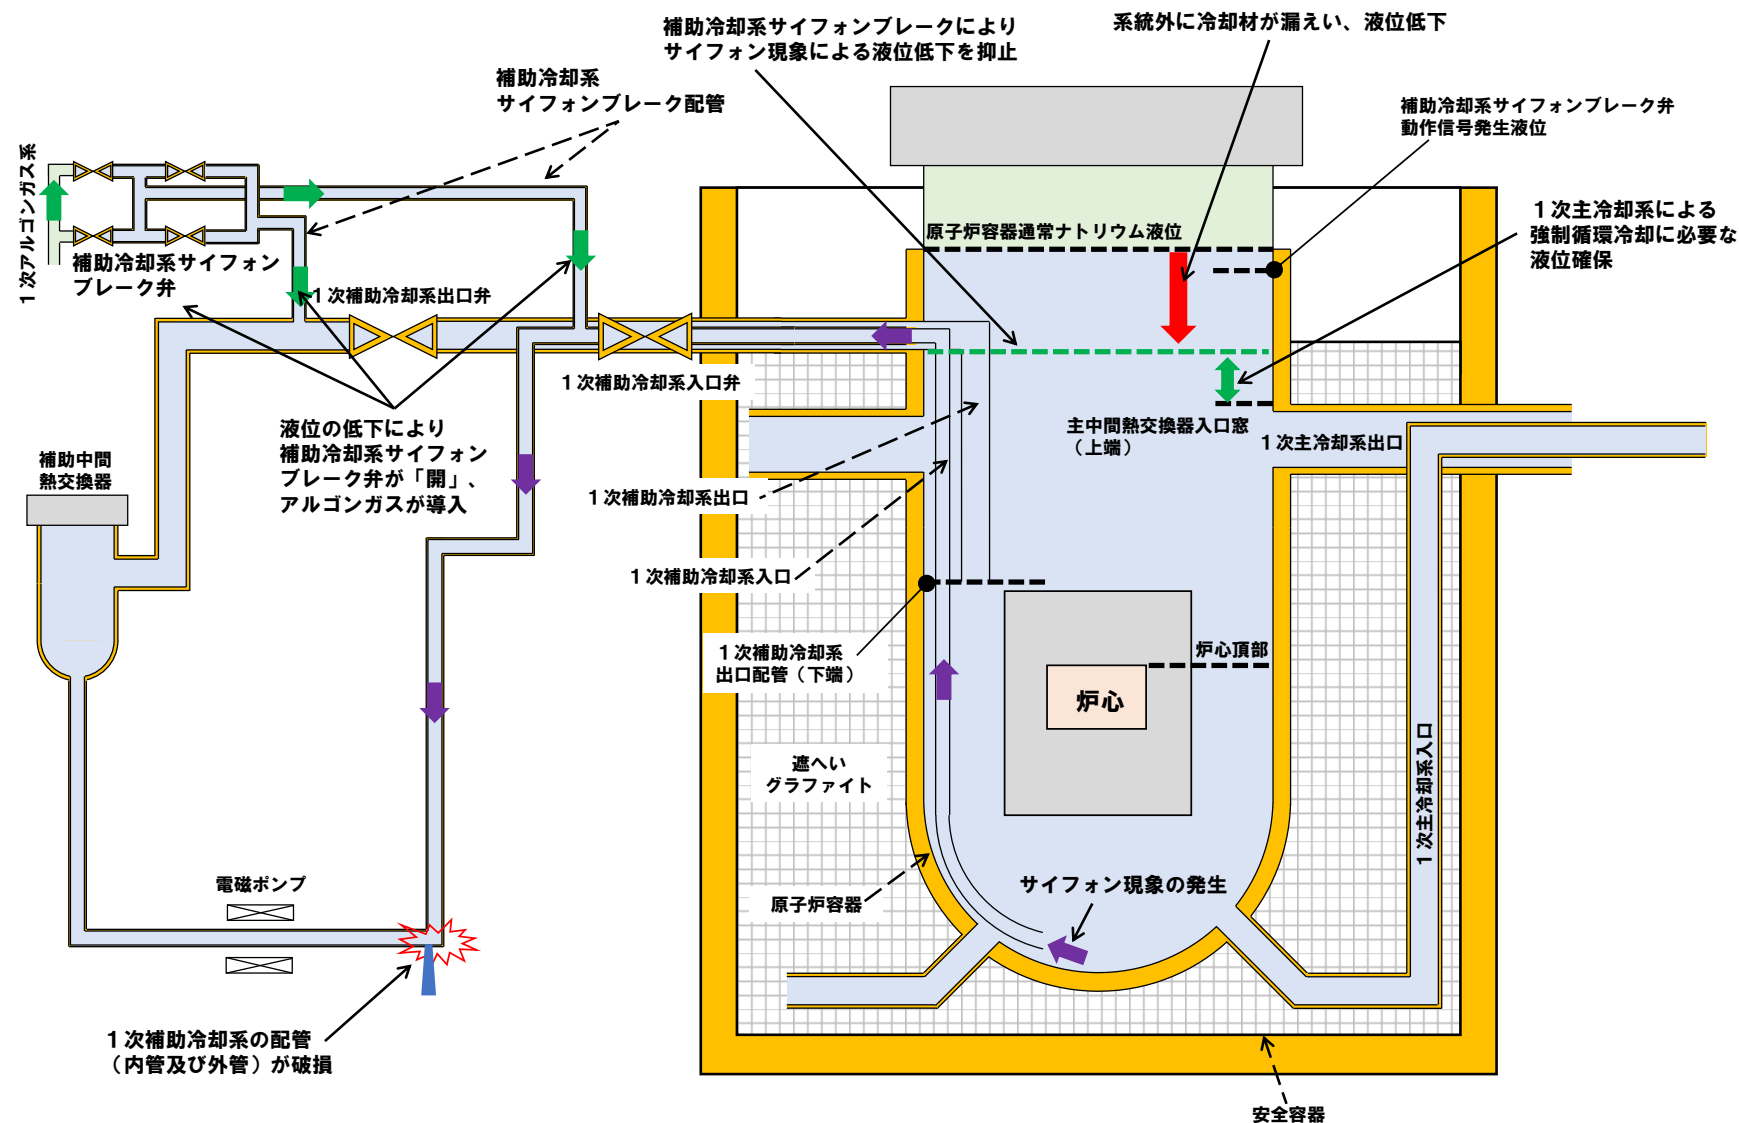 補助冷却系サイフォンブレークにより
サイフォン現象による液位低下を抑止
系統外に冷却材が漏えい、液位低下
補助冷却系
サイフォンブレーク配管
補助冷却系サイフォンブレーク弁
動作信号発生液位
１次アルゴンガス系
原子炉容器通常ナトリウム液位
１次主冷却系による
強制循環冷却に必要な
液位確保
補助冷却系サイフォン
ブレーク弁
１次補助冷却系出口弁
１次補助冷却系入口弁
液位の低下により
補助冷却系サイフォン
ブレーク弁が「開」、
アルゴンガスが導入
主中間熱交換器入口窓
（上端）
１次主冷却系出口
補助中間
熱交換器
１次補助冷却系出口
１次補助冷却系入口
１次補助冷却系
出口配管（下端）
炉心頂部
炉心
遮へい
グラファイト
１次主冷却系入口
電磁ポンプ
原子炉容器
サイフォン現象の発生
１次補助冷却系の配管
（内管及び外管）が破損
安全容器